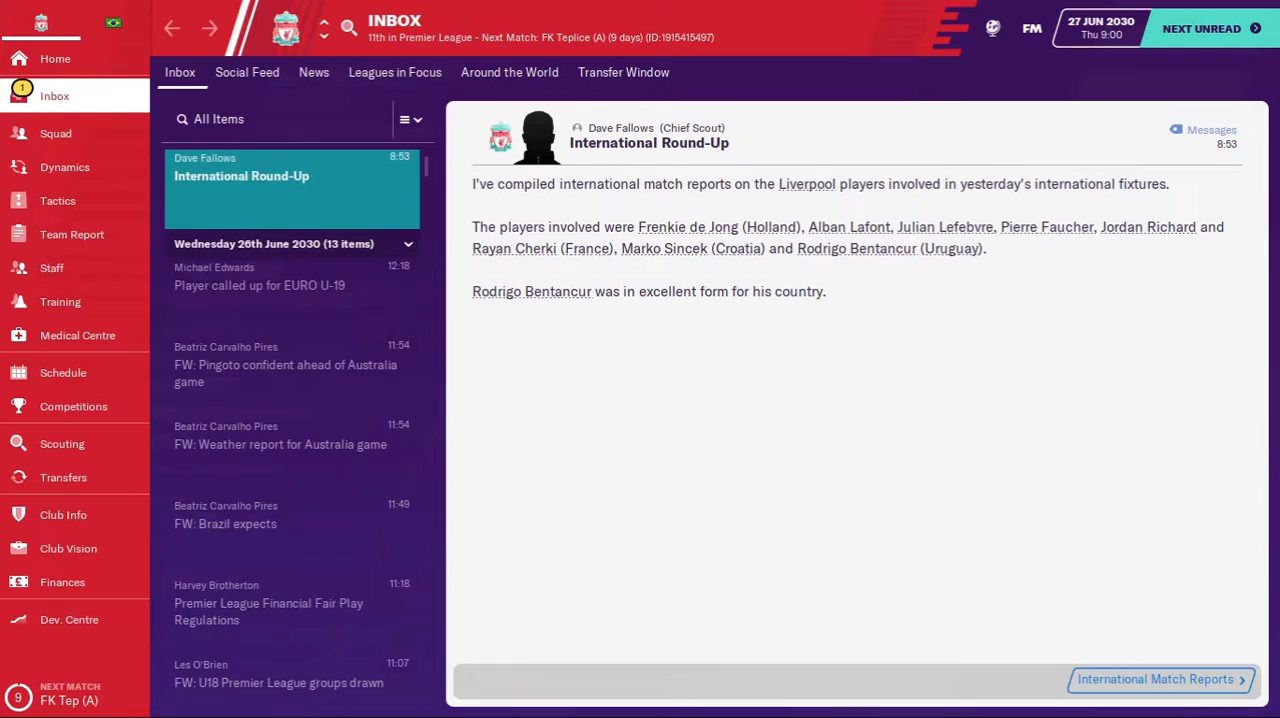 INBOX
11th in Premier League - Next Match: FK Teplice (A) (9 days) (ID:1915415497)
FM
27 JUN 2030
Thu 9:00
NEXT UNREAD
Home
1
Inbox
Squad
Dynamics
Tactics
Team Report
Staff
Training
Medical Centre
Schedule
Competitions
Scouting
Transfers
Club Info
Club Vision
Finances
Dev. Centre
9
NEXT MATCH
FK Tep (A)
Inbox
Social Feed
News
Leagues in Focus
Around the World
Transfer Window
All Items
Dave Fallows 8:53
International Round-Up
Wednesday 26th June 2030 (13 items)
Michael Edwards 12:18
Player called up for EURO U-19
Beatriz Carvalho Pires 11:54
FW: Pingoto confident ahead of Australia
game
Beatriz Carvalho Pires 11:54
FW: Weather report for Australia game
Beatriz Carvalho Pires 11:49
FW: Brazil expects
Harvey Brotherton 11:18
Premier League Financial Fair Play
Regulations
Les O'Brien 11:07
FW: U18 Premier League groups drawn
Dave Fallows (Chief Scout)
International Round-Up
Messages
8:53
I've compiled international match reports on the Liverpool players involved in yesterday's international fixtures.
The players involved were Frenkie de Jong (Holland), Alban Lafont, Julian Lefebvre, Pierre Faucher, Jordan Richard and
Rayan Cherki (France), Marko Sincek (Croatia) and Rodrigo Bentancur (Uruguay).
Rodrigo Bentancur was in excellent form for his country.
International Match Reports